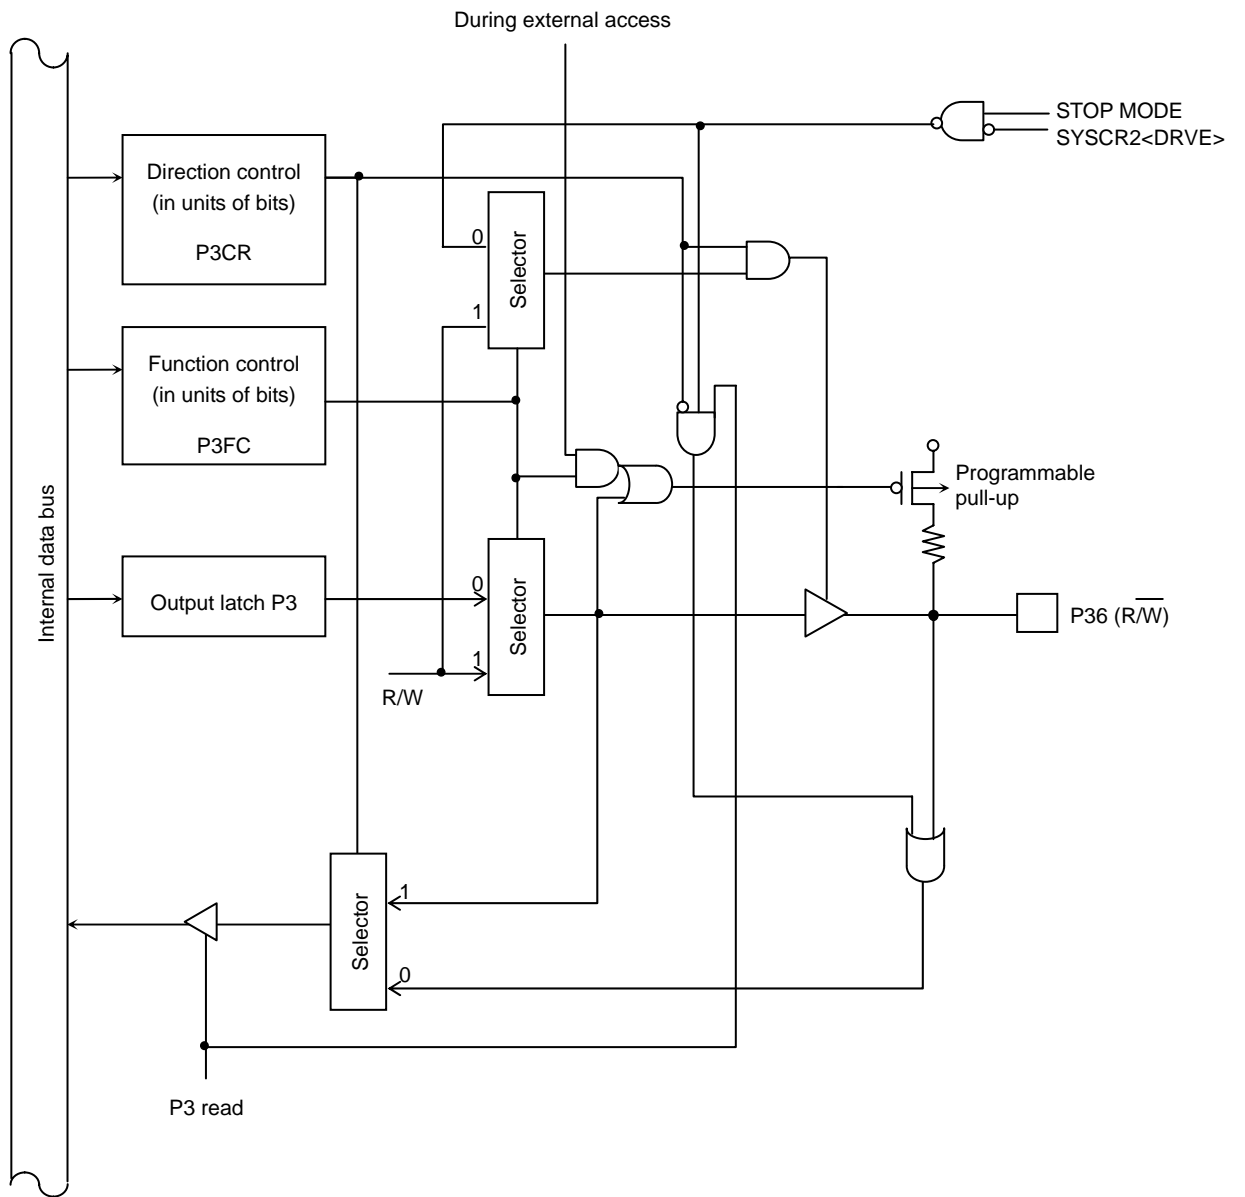 During external access
STOP MODE
SYSCR2<DRVE>
Direction control
(in units of bits)
P3CR
0
Selector
1
Function control
(in units of bits)
P3FC
Programmable
pull-up
Internal data bus
Output latch P3
0
Selector
1
R/W
P36 (R/W)
1
Selector
0
P3 read